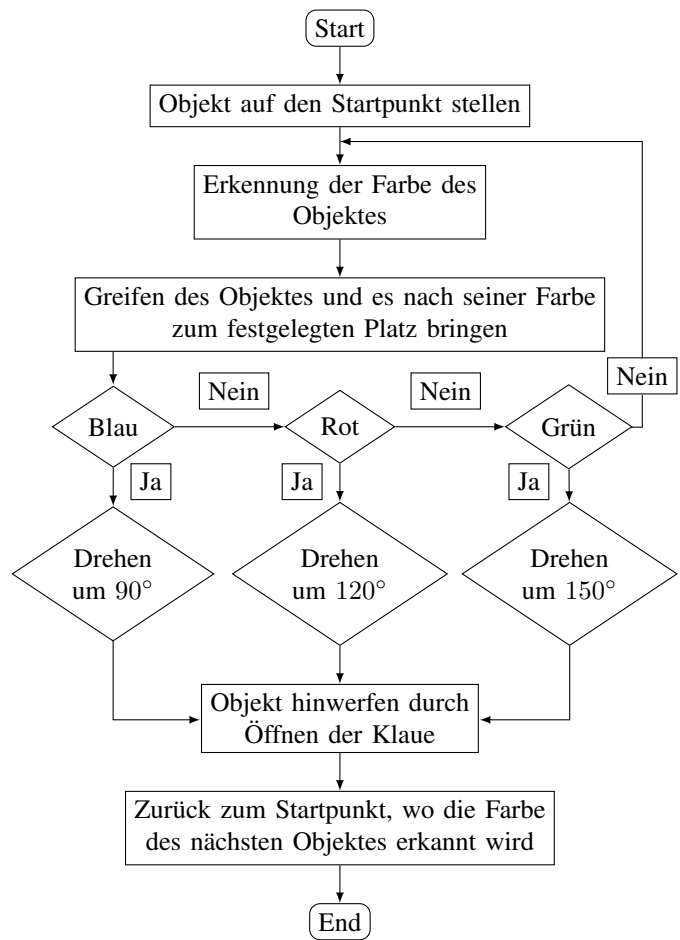 Start
Objekt auf den Startpunkt stellen
Erkennung der Farbe des
Objektes
Greifen des Objektes und es nach seiner Farbe
zum festgelegten Platz bringen
Nein
Nein
Nein
Blau
Rot
Grün
Ja
Ja
Ja
Drehen
um 90°
Drehen
um 120°
Drehen
um 150°
Objekt hinwerfen durch
Öffnen der Klaue
Zurück zum Startpunkt, wo die Farbe
des nächsten Objektes erkannt wird
End